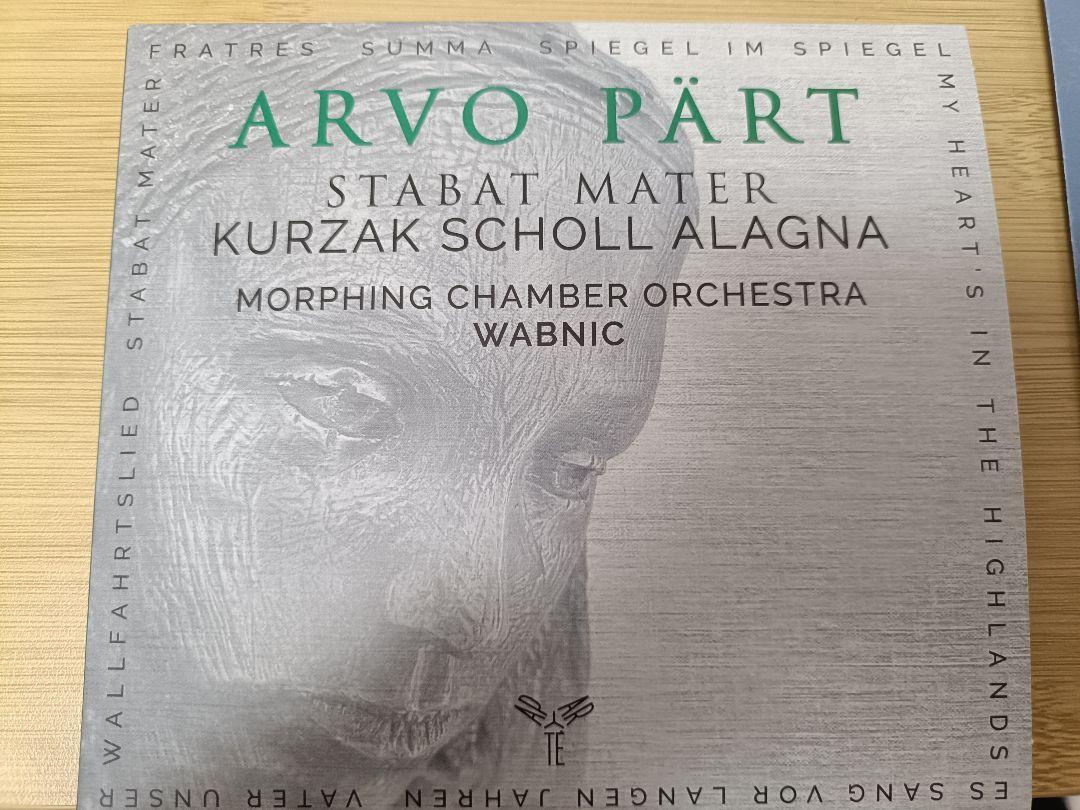 FRATRES SUMMA SPIEGEL IM SPIEGEL
MY HEART'S IN THE HIGHLANDS
ES SANG VOR LANGEN JAHREN VATER UNSER
WALLFAHRTSLIED STABAT MATER
ARVO PÄRT
STABAT MATER
KURZAK SCHOLL ALAGNA
MORPHING CHAMBER ORCHESTRA
WABNIC